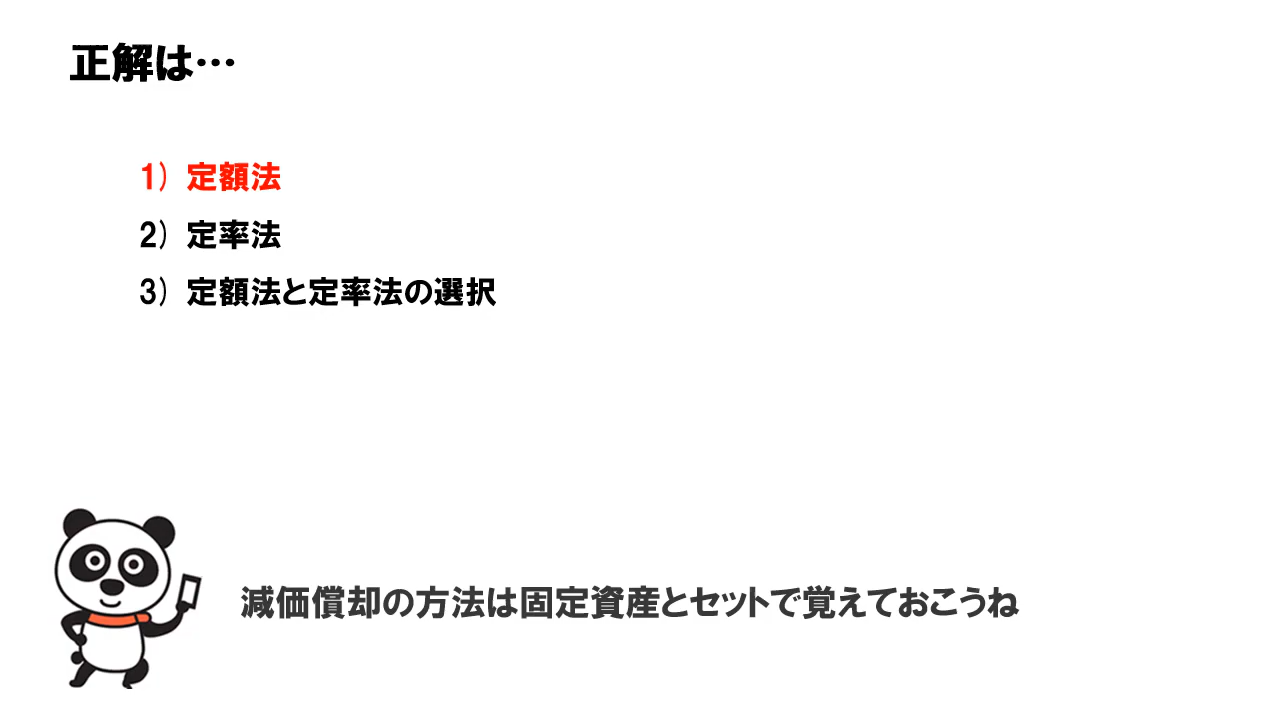 正解は…
1) 定額法
2) 定率法
3) 定額法と定率法の選択
減価償却の方法は固定資産とセットで覚えておこうね